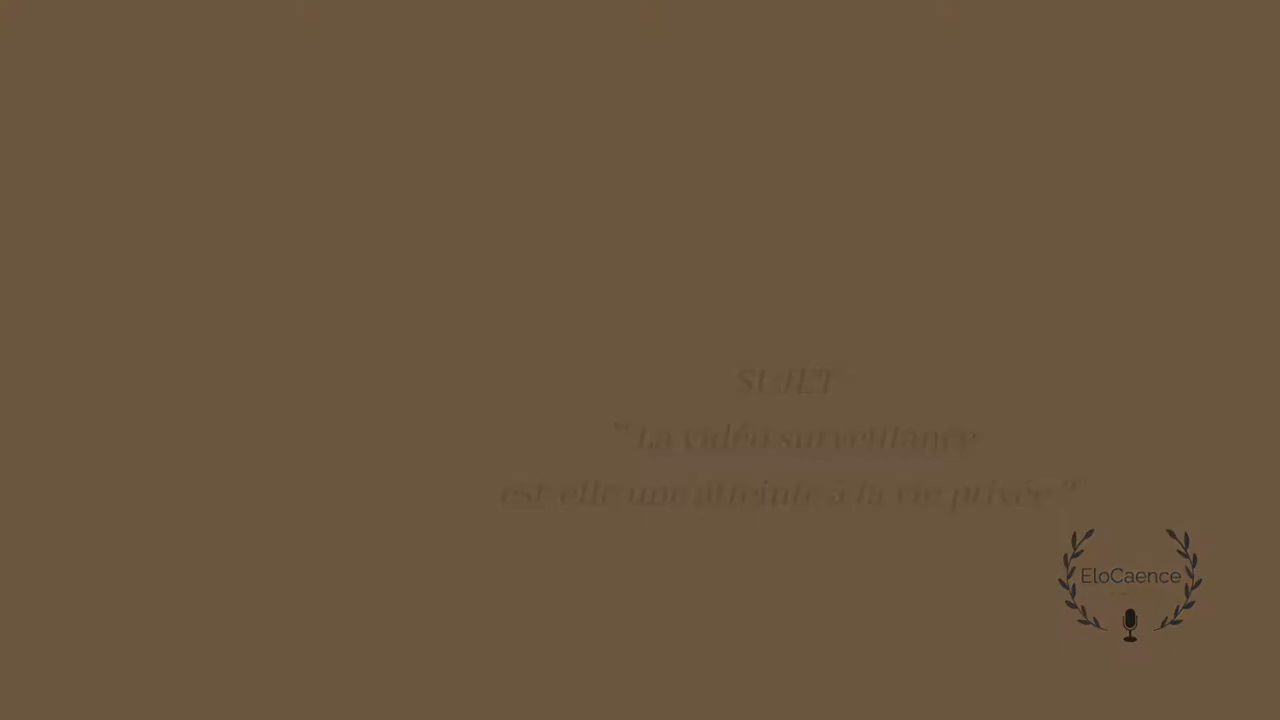 SUJET
" La vidéo surveillance
est-elle une atteinte à la vie privée ?"
EloCaence